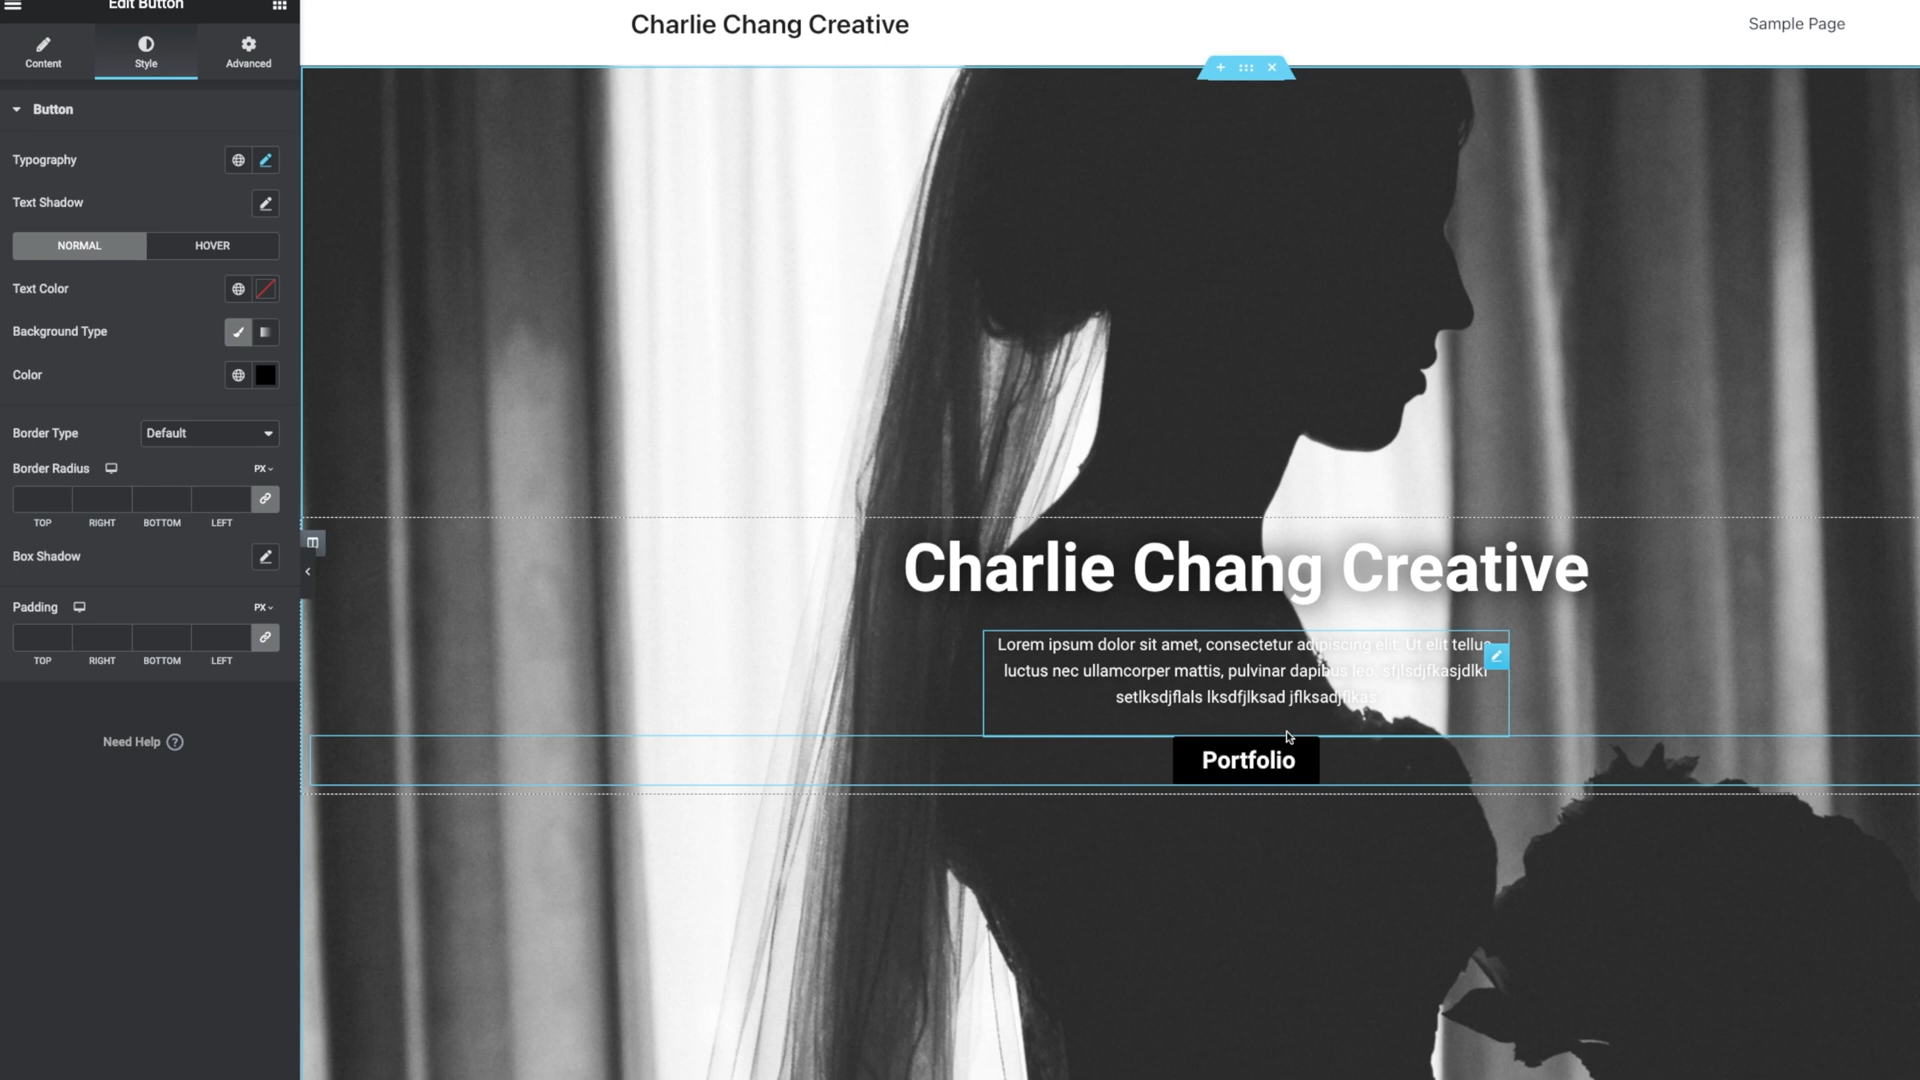 Edit Button
Content
Style
Advanced
Button
Typography
Text Shadow
NORMAL
HOVER
Text Color
Background Type
Color
Border Type
Default
Border Radius
PX
TOP
RIGHT
BOTTOM
LEFT
Box Shadow
Padding
PX
TOP
RIGHT
BOTTOM
LEFT
Need Help
Charlie Chang Creative
Sample Page
Charlie Chang Creative
Lorem ipsum dolor sit amet, consectetur adipiscing elit. Ut elit tellus,
luctus nec ullamcorper mattis, pulvinar dapibus leo. sfjlsdjfkasjdlkf
setlksdjflals lksdfjlksad jflksadjflkas
Portfolio